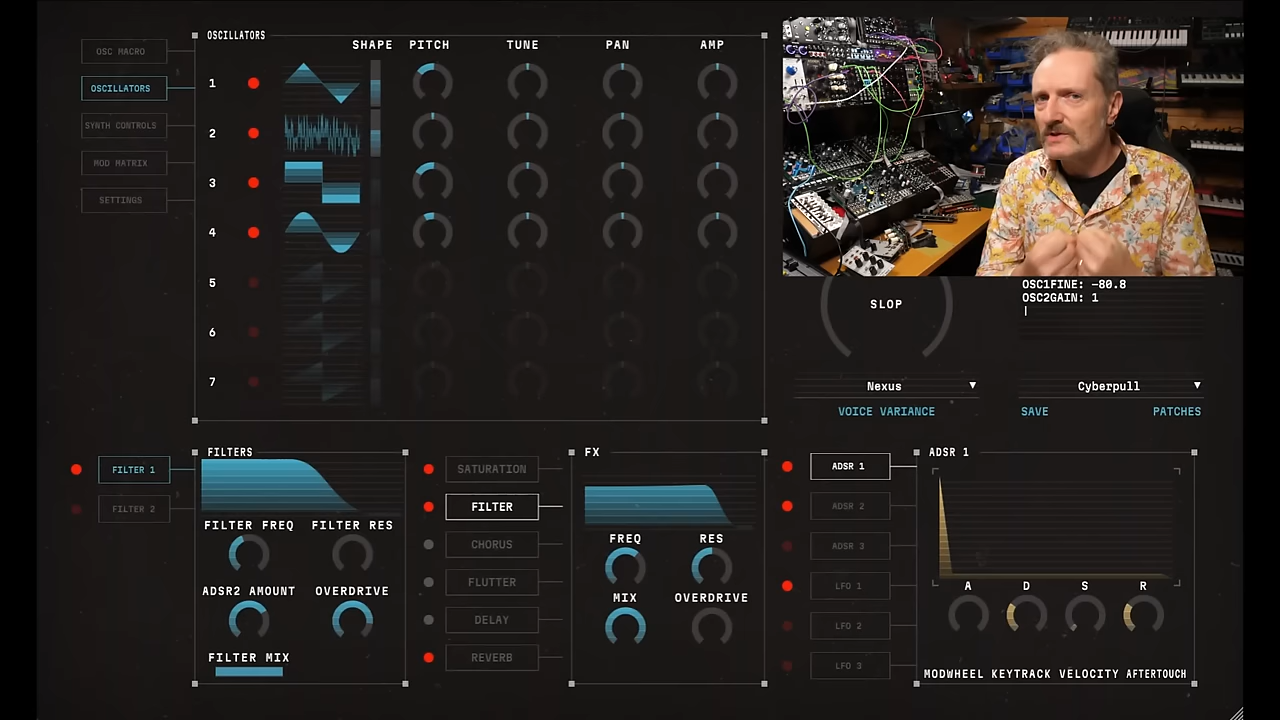 OSC MACRO
OSCILLATORS
SYNTH CONTROLS
MOD MATRIX
SETTINGS
OSCILLATORS
SHAPE PITCH TUNE PAN AMP
1
2
3
4
5
6
7
OSC1FINE: -80.8
OSC2GAIN: 1
SLOP
Nexus
VOICE VARIANCE
Cyberpull
SAVE PATCHES
FILTER 1
FILTER 2
FILTERS
FILTER FREQ FILTER RES
ADSR2 AMOUNT OVERDRIVE
FILTER MIX
SATURATION
FILTER
CHORUS
FLUTTER
DELAY
REVERB
FX
FREQ RES
MIX OVERDRIVE
ADSR 1
ADSR 2
ADSR 3
LFO 1
LFO 2
LFO 3
ADSR 1
A D S R
MODWHEEL KEYTRACK VELOCITY AFTERTOUCH